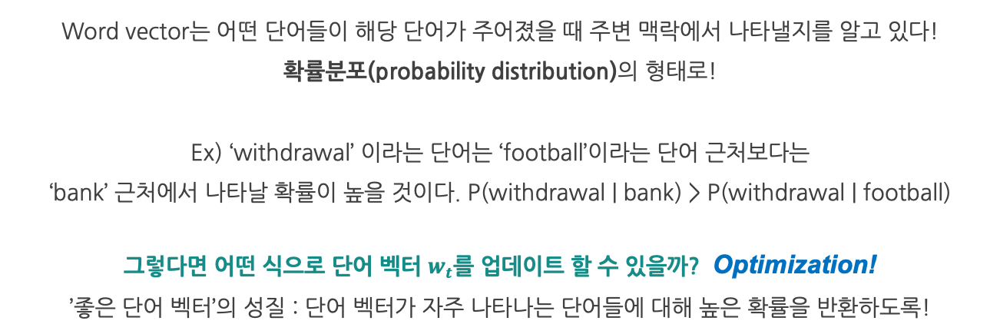 Word vector는 어떤 단어들이 해당 단어가 주어졌을 때 주변 맥락에서 나타낼지를 알고 있다!
확률분포(probability distribution)의 형태로!
Ex) ‘withdrawal’ 이라는 단어는 ‘football’이라는 단어 근처보다는
‘bank’ 근처에서 나타날 확률이 높을 것이다. P(withdrawal | bank) > P(withdrawal | football)
그렇다면 어떤 식으로 단어 벡터 𝒘ₜ를 업데이트 할 수 있을까? Optimization!
’좋은 단어 벡터’의 성질 : 단어 벡터가 자주 나타나는 단어들에 대해 높은 확률을 반환하도록!